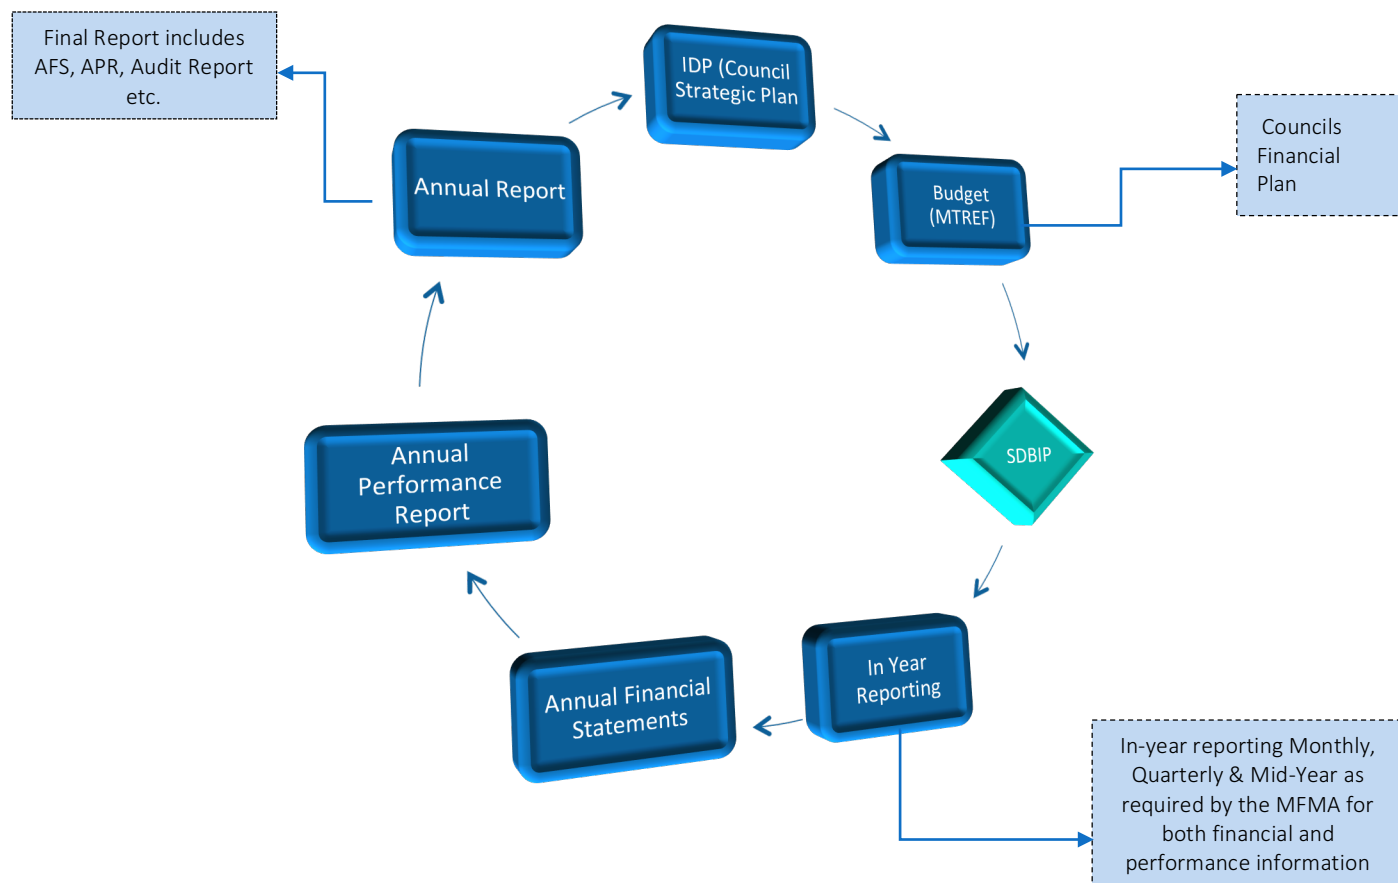 Final Report includes
AFS, APR, Audit Report
etc.
IDP (Council
Strategic Plan
Councils
Financial
Plan
Annual Report
Budget
(MTREF)
SDBIP
Annual
Performance
Report
In Year
Reporting
Annual Financial
Statements
In-year reporting Monthly,
Quarterly & Mid-Year as
required by the MFMA for
both financial and
performance information